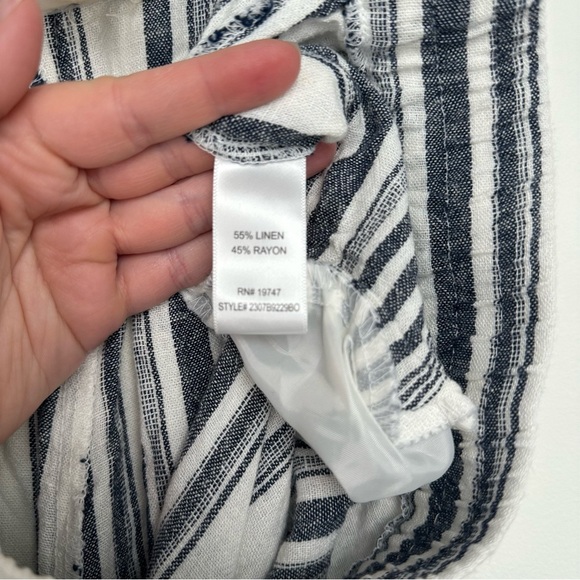 55% LINEN
45% RAYON
RN# 19747
STYLE# 2307B9229BO